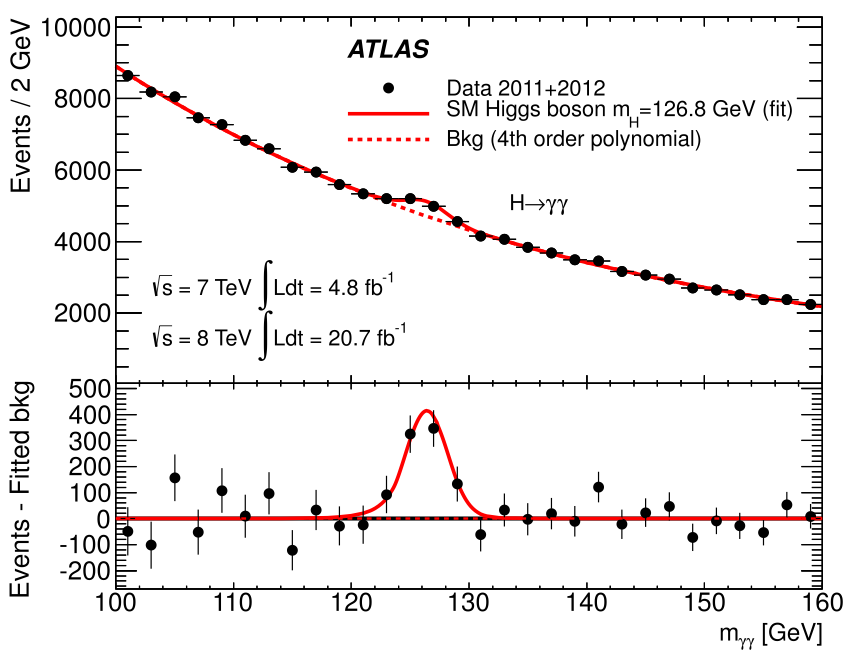 Events / 2 GeV
10000
8000
6000
4000
2000
ATLAS
Data 2011+2012
SM Higgs boson m_H=126.8 GeV (fit)
Bkg (4th order polynomial)
H→γγ
√s = 7 TeV ∫Ldt = 4.8 fb⁻¹
√s = 8 TeV ∫Ldt = 20.7 fb⁻¹
Events - Fitted bkg
500
400
300
200
100
0
-100
-200
100 110 120 130 140 150 160
m_γγ [GeV]